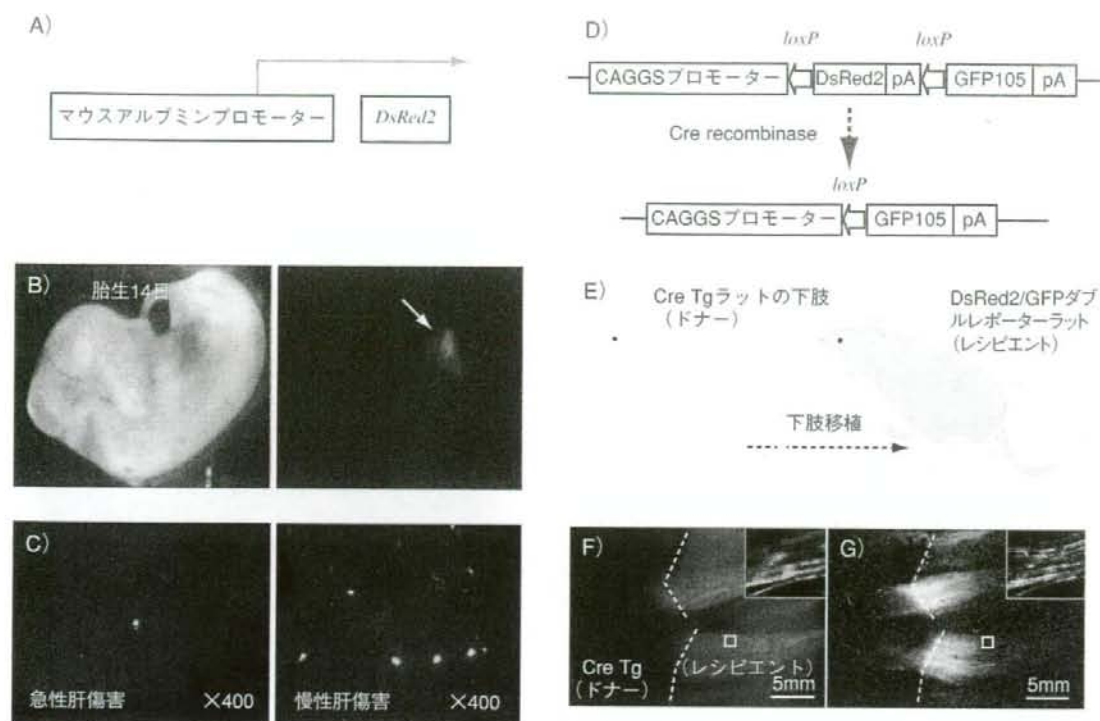 A)
マウスアルブミンプロモーター
DsRed2
B)
胎生14日
C)
急性肝傷害
×400
慢性肝傷害
×400
D)
loxP
loxP
CAGGSプロモーター
DsRed2
pA
GFP105
pA
Cre recombinase
loxP
CAGGSプロモーター
GFP105
pA
E)
Cre Tgラットの下肢
（ドナー）
DsRed2/GFPダブ
ルレポーターラット
（レシピエント）
下肢移植
F)
Cre Tg
（ドナー）
（レシピエント）
5mm
G)
5mm